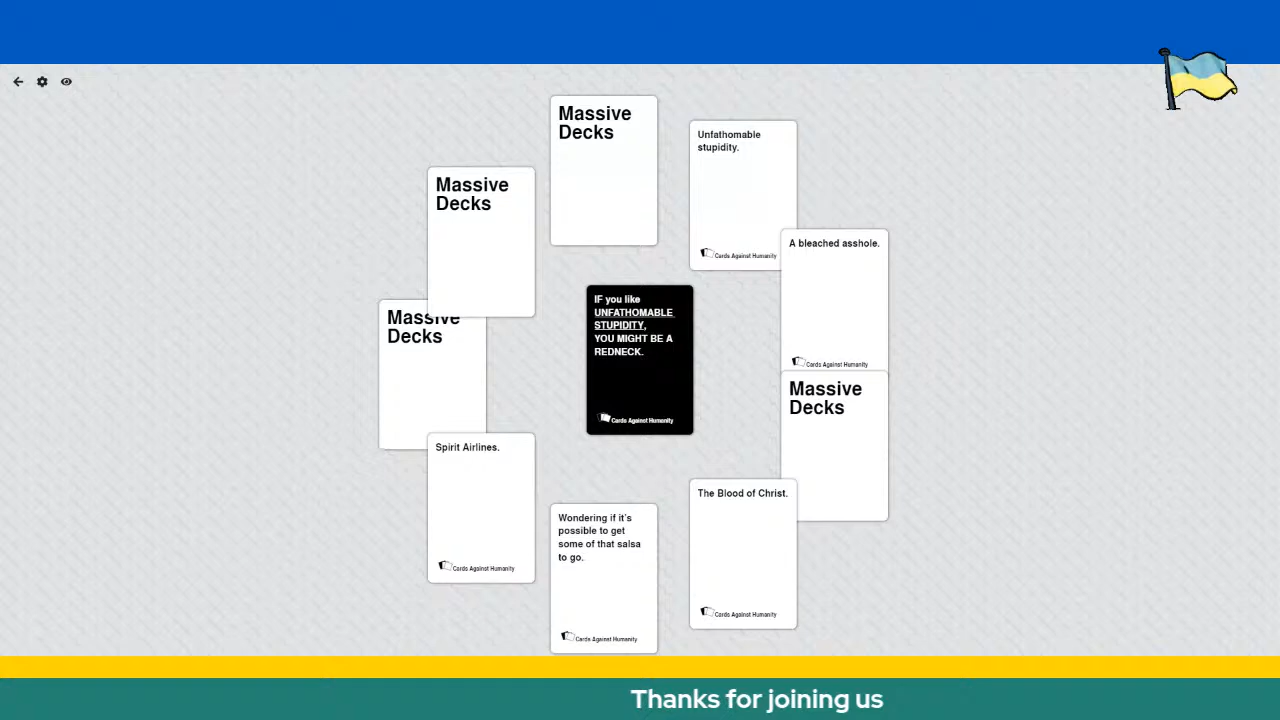 Massive
Decks
Unfathomable
stupidity.
Cards Against Humanity
Massive
Decks
A bleached asshole.
Cards Against Humanity
IF you like
UNFATHOMABLE
STUPIDITY,
YOU MIGHT BE A
REDNECK.
Cards Against Humanity
Massive
Decks
Massive
Decks
Spirit Airlines.
Cards Against Humanity
Wondering if it's
possible to get
some of that salsa
to go.
Cards Against Humanity
The Blood of Christ.
Cards Against Humanity
Thanks for joining us